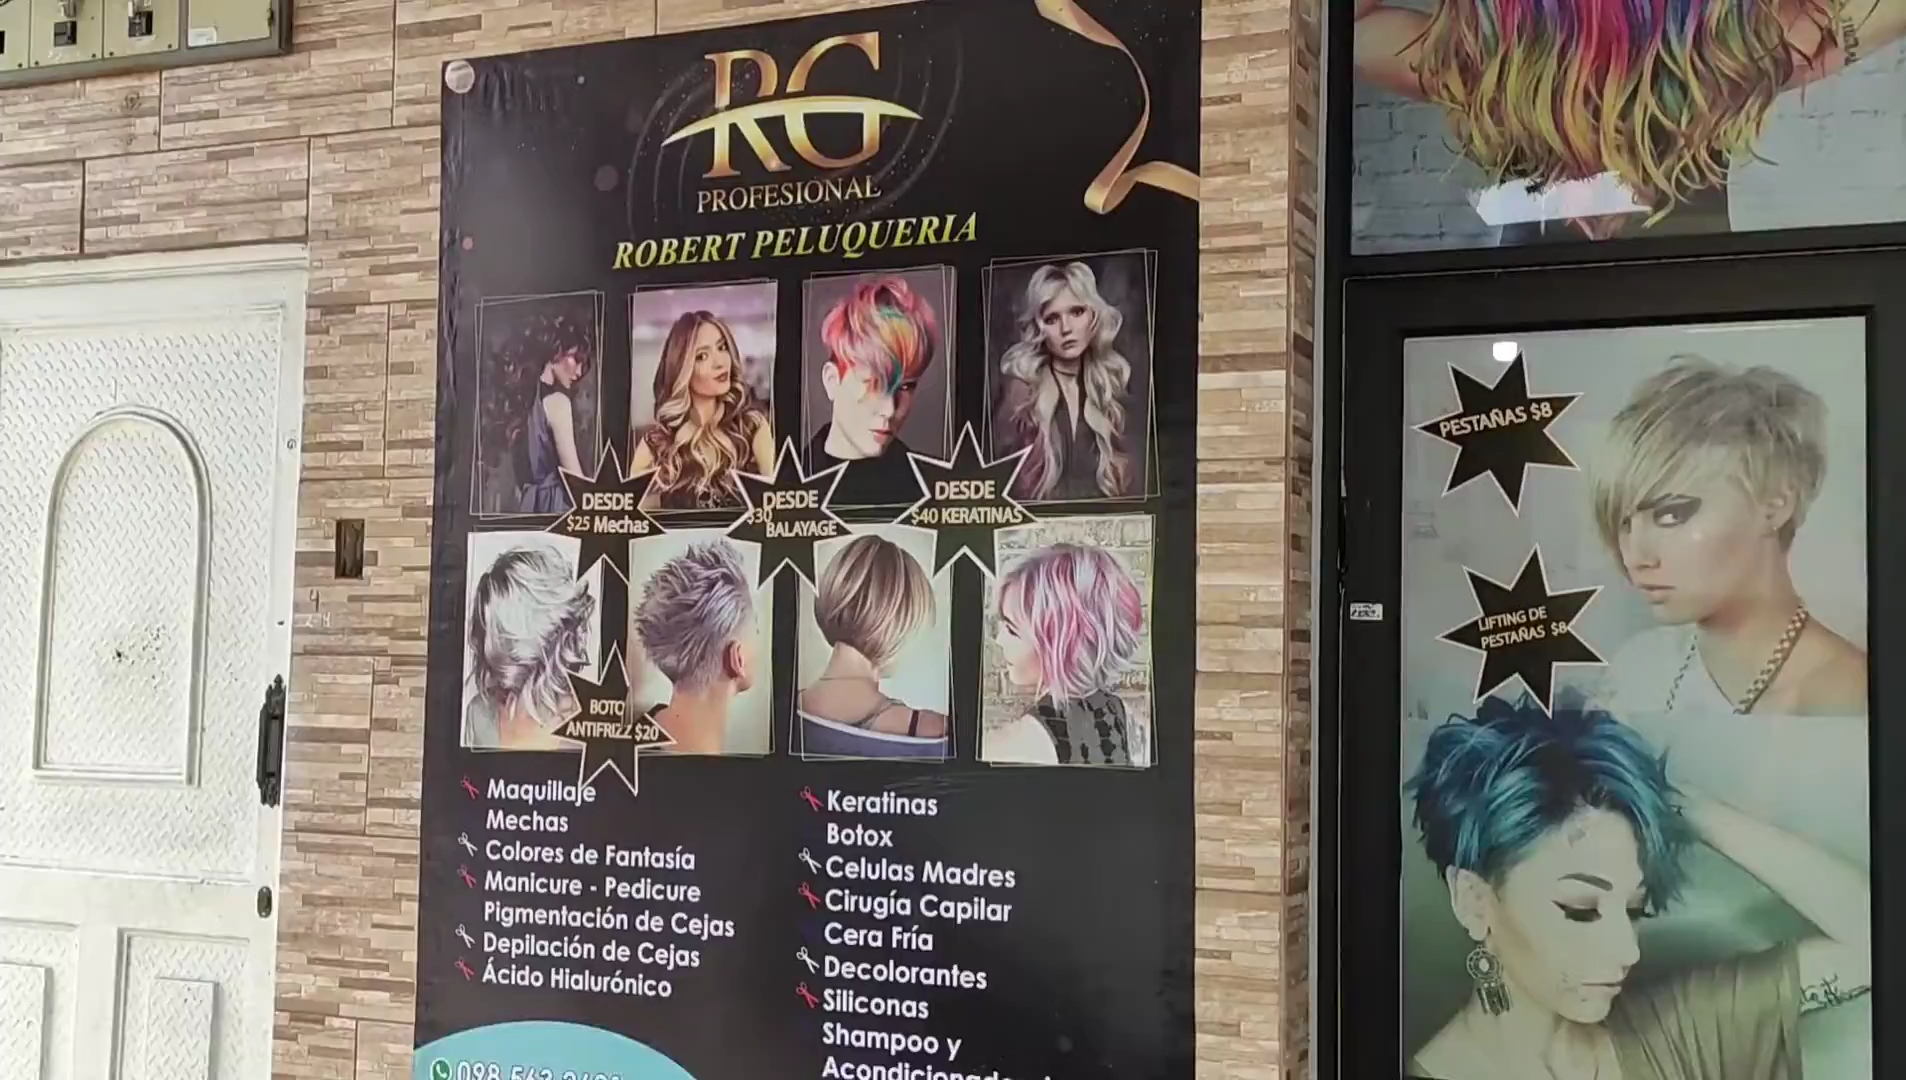 RG
PROFESIONAL
ROBERT PELUQUERIA
DESDE
$25 Mechas
DESDE
$30
BALAYAGE
DESDE
$40 KERATINAS
BOTO
ANTIFRIZZ $20
Maquillaje
Mechas
Colores de Fantasía
Manicure - Pedicure
Pigmentación de Cejas
Depilación de Cejas
Ácido Hialurónico
Keratinas
Botox
Celulas Madres
Cirugía Capilar
Cera Fría
Decolorantes
Siliconas
Shampoo y
098 563
PESTAÑAS $8
LIFTING DE
PESTAÑAS $8